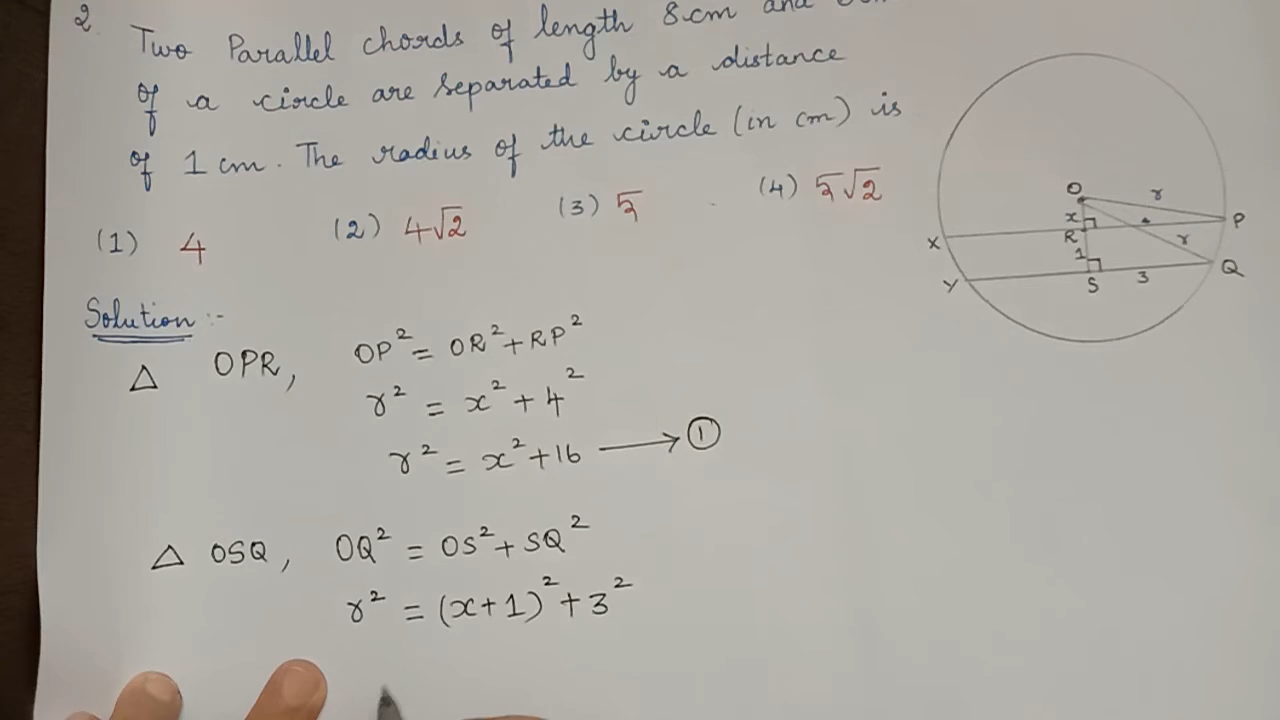 2. Two Parallel chords of length 8cm and
of a circle are separated by a distance
of 1 cm. The radius of the circle (in cm) is
(1) 4 (2) 4√2 (3) 5 (4) 5√2
Solution :-
△ OPR, OP² = OR² + RP²
r² = x² + 4²
r² = x² + 16 ⟶ ①
△ OSQ, OQ² = OS² + SQ²
r² = (x+1)² + 3²
O
r
x
P
X
R
r
1
Q
Y
S
3